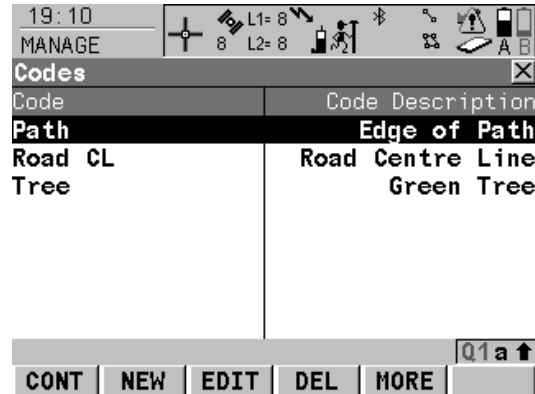 19:10
MANAGE
L1= 8
8 L2= 8
A B
Codes
Code Code Description
Path Edge of Path
Road CL Road Centre Line
Tree Green Tree
Q1 a
CONT NEW EDIT DEL MORE